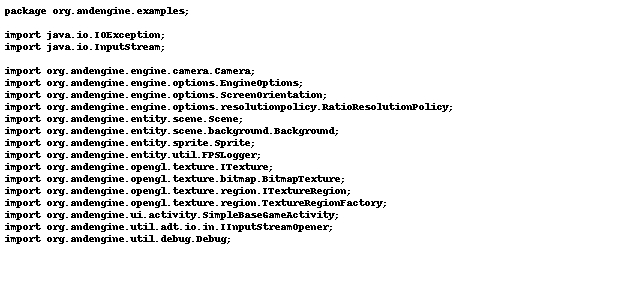 package org.andengine.examples;

import java.io.IOException;
import java.io.InputStream;

import org.andengine.engine.camera.Camera;
import org.andengine.engine.options.EngineOptions;
import org.andengine.engine.options.ScreenOrientation;
import org.andengine.engine.options.resolutionpolicy.RatioResolutionPolicy;
import org.andengine.entity.scene.Scene;
import org.andengine.entity.scene.background.Background;
import org.andengine.entity.sprite.Sprite;
import org.andengine.entity.util.FPSLogger;
import org.andengine.opengl.texture.ITexture;
import org.andengine.opengl.texture.bitmap.BitmapTexture;
import org.andengine.opengl.texture.region.ITextureRegion;
import org.andengine.opengl.texture.region.TextureRegionFactory;
import org.andengine.ui.activity.SimpleBaseGameActivity;
import org.andengine.util.adt.io.in.IInputStreamOpener;
import org.andengine.util.debug.Debug;